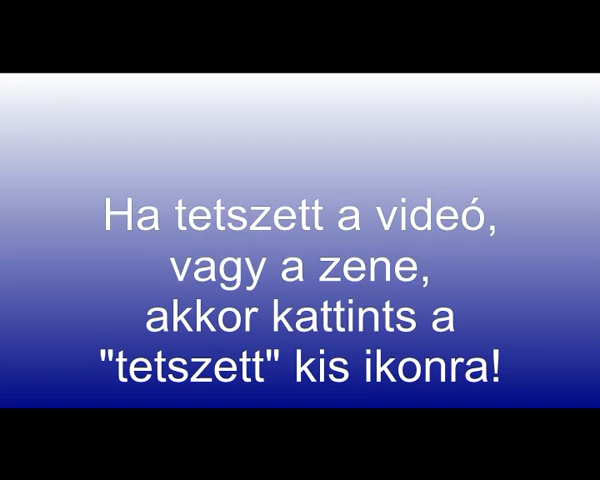 Ha tetszett a videó,
vagy a zene,
akkor kattints a
"tetszett" kis ikonra!